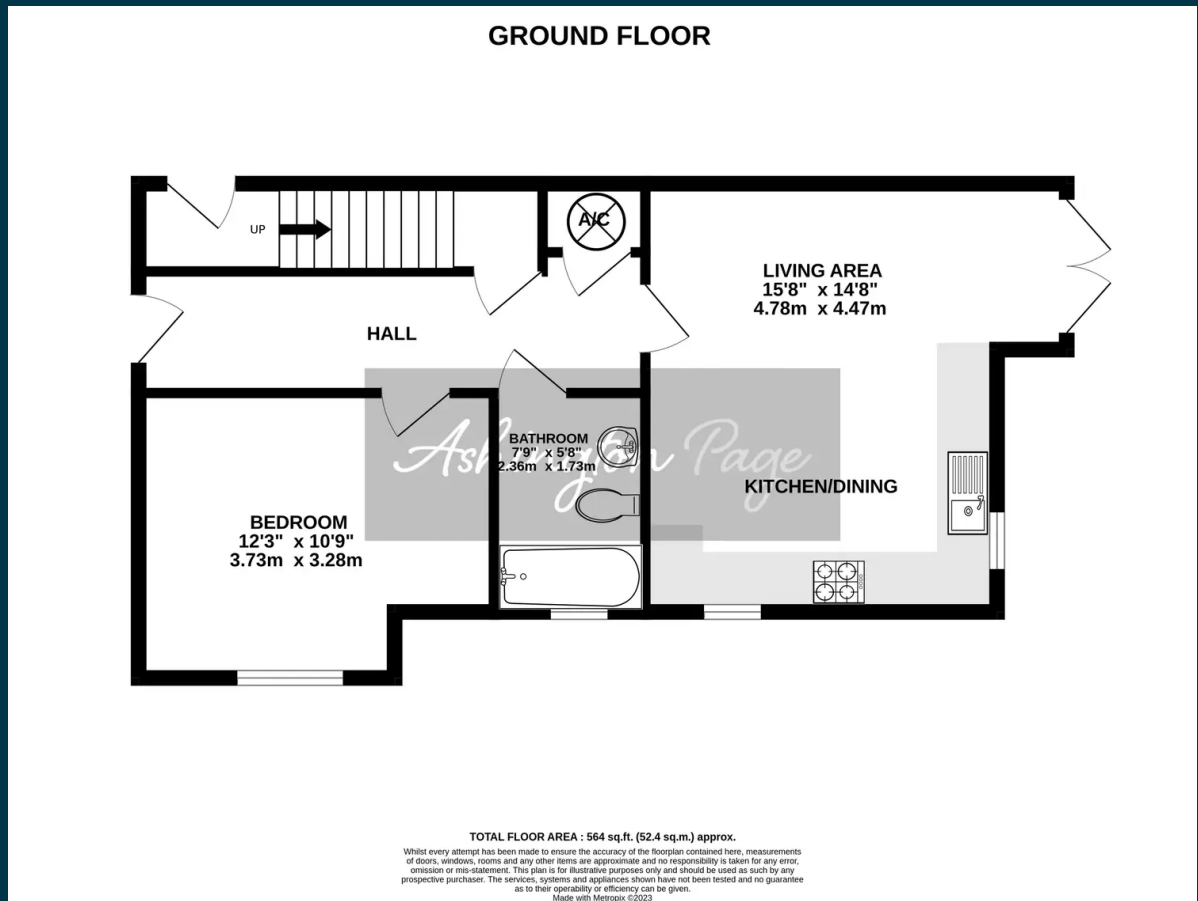 GROUND FLOOR
UP
A/C
LIVING AREA
15'8" x 14'8"
4.78m x 4.47m
HALL
BATHROOM
7'9" x 5'8"
2.36m x 1.73m
Ashington Page
KITCHEN/DINING
BEDROOM
12'3" x 10'9"
3.73m x 3.28m
TOTAL FLOOR AREA : 564 sq.ft. (52.4 sq.m.) approx.
Whilst every attempt has been made to ensure the accuracy of the floorplan contained here, measurements
of doors, windows, rooms and any other items are approximate and no responsibility is taken for any error,
omission or mis-statement. This plan is for illustrative purposes only and should be used as such by any
prospective purchaser. The services, systems and appliances shown have not been tested and no guarantee
as to their operability or efficiency can be given.
Made with Metropix ©2023